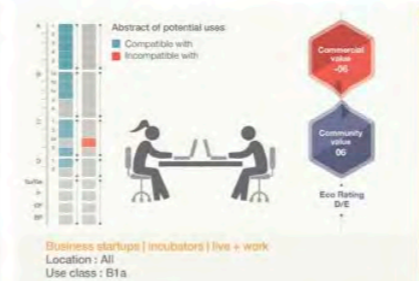 Abstract of potential uses
Compatible with
Incompatible with
Commercial
value
-06
Community
value
06
Eco Rating
D/E
Business startups | incubators | live + work
Location : All
Use class : B1a